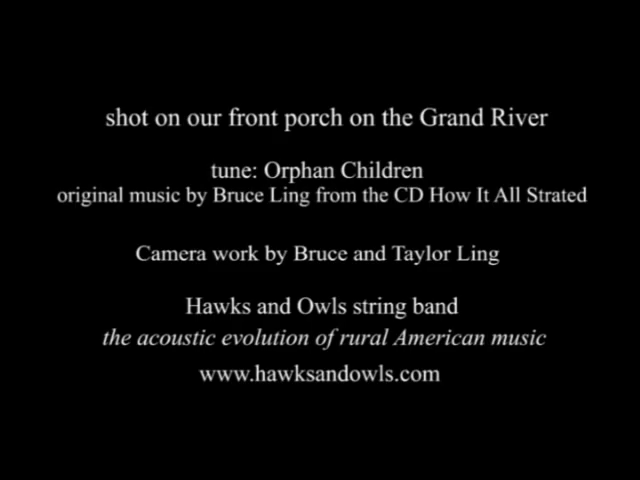 shot on our front porch on the Grand River
tune: Orphan Children
original music by Bruce Ling from the CD How It All Strated
Camera work by Bruce and Taylor Ling
Hawks and Owls string band
the acoustic evolution of rural American music
www.hawksandowls.com